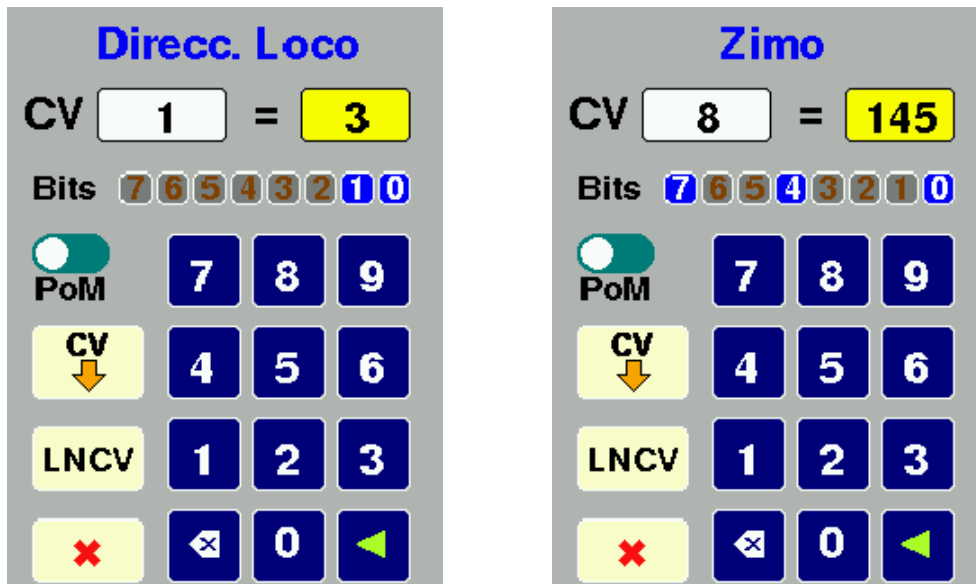 Direcc. Loco
CV 1 = 3
Bits 7 6 5 4 3 2 1 0
PoM
7 8 9
CV
4 5 6
LNCV
1 2 3
0
Zimo
CV 8 = 145
Bits 7 6 5 4 3 2 1 0
PoM
7 8 9
CV
4 5 6
LNCV
1 2 3
0